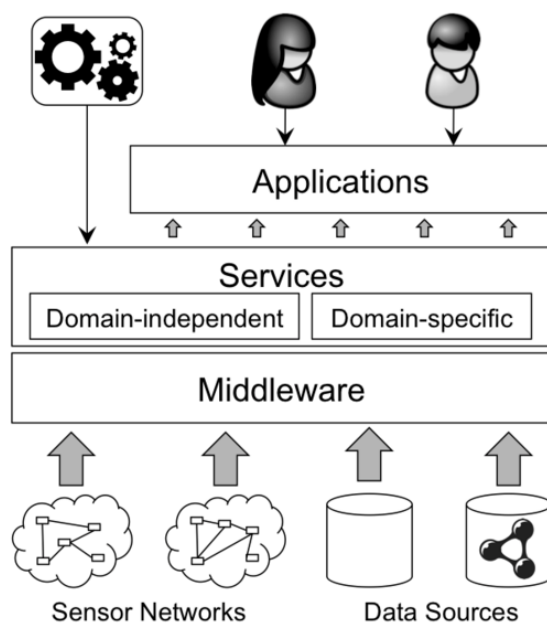 Applications
Services
Domain-independent Domain-specific
Middleware
Sensor Networks Data Sources